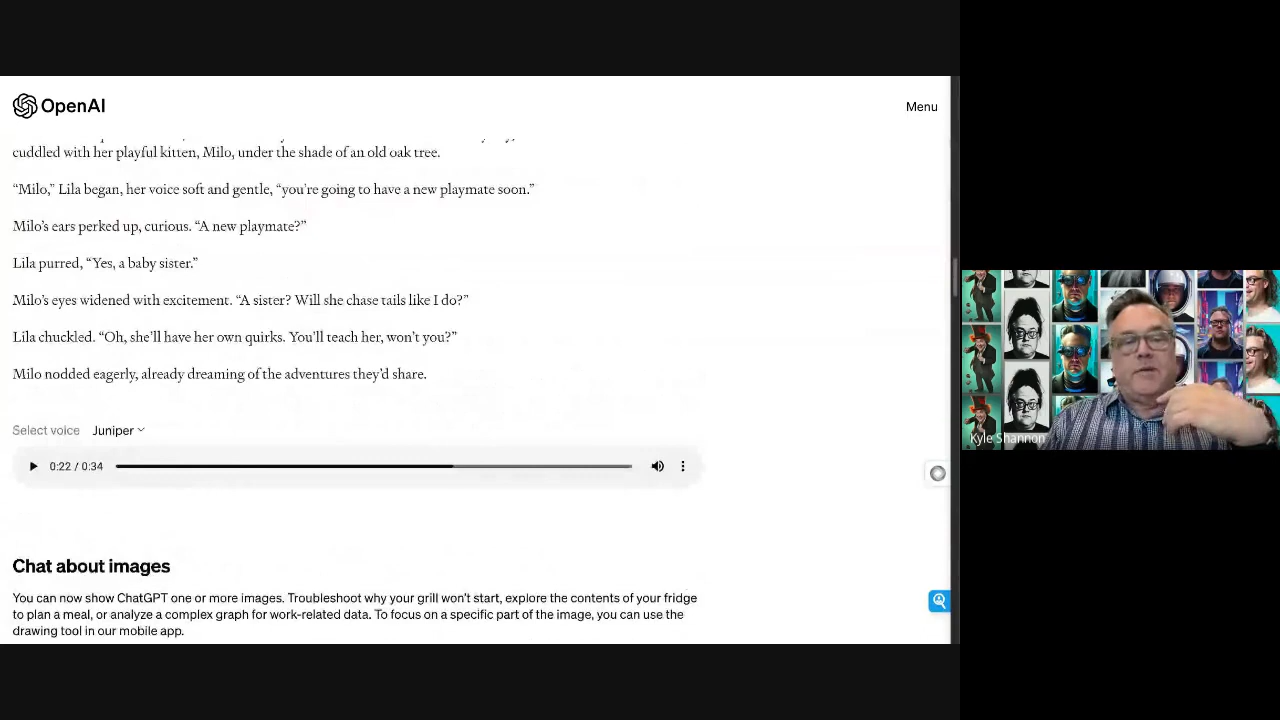 OpenAI
Menu
cuddled with her playful kitten, Milo, under the shade of an old oak tree.
“Milo,” Lila began, her voice soft and gentle, “you’re going to have a new playmate soon.”
Milo’s ears perked up, curious. “A new playmate?”
Lila purred, “Yes, a baby sister.”
Milo’s eyes widened with excitement. “A sister? Will she chase tails like I do?”
Lila chuckled. “Oh, she’ll have her own quirks. You’ll teach her, won’t you?”
Milo nodded eagerly, already dreaming of the adventures they’d share.
Select voice Juniper
0:22 / 0:34
Chat about images
You can now show ChatGPT one or more images. Troubleshoot why your grill won’t start, explore the contents of your fridge
to plan a meal, or analyze a complex graph for work-related data. To focus on a specific part of the image, you can use the
drawing tool in our mobile app.
Kyle Shannon